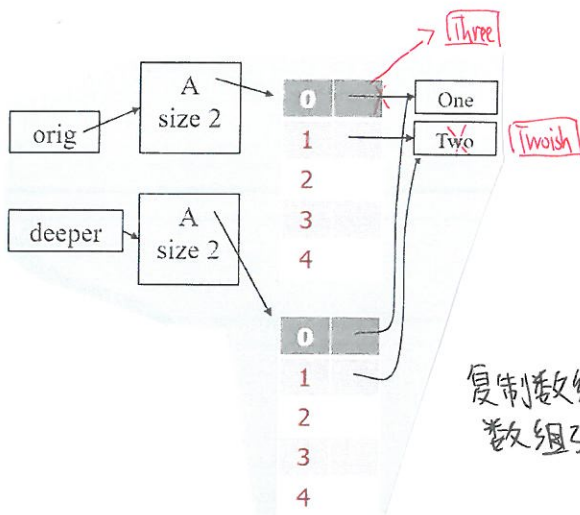 Three
A
size 2
orig
0
One
1
Two
Twoish
2
3
4
A
size 2
deeper
0
1
2
3
4
复制数
数组